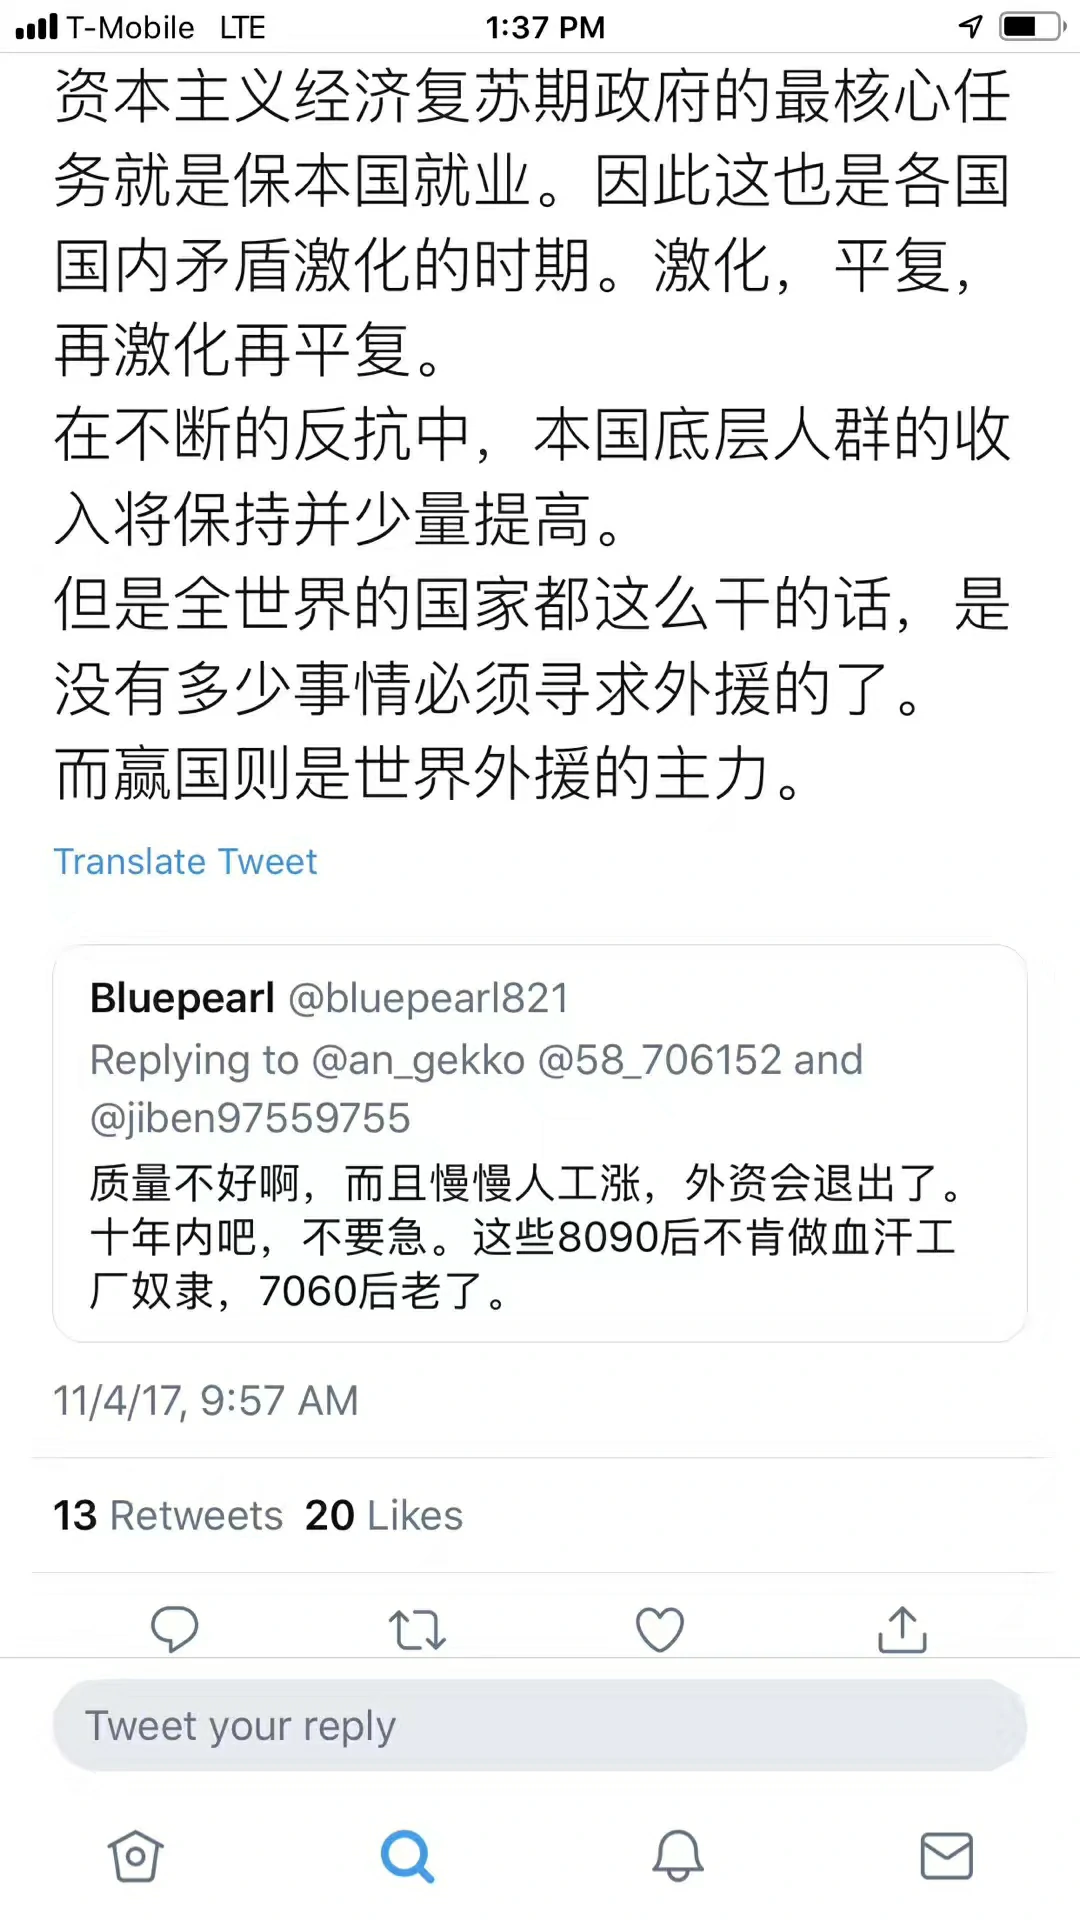 T-Mobile LTE 1:37 PM
资本主义经济复苏期政府的最核心任
务就是保本国就业。因此这也是各国
国内矛盾激化的时期。激化，平复，
再激化再平复。
在不断的反抗中，本国底层人群的收
入将保持并少量提高。
但是全世界的国家都这么干的话，是
没有多少事情必须寻求外援的了。
而赢国则是世界外援的主力。
Translate Tweet
Bluepearl @bluepearl821
Replying to @an_gekko @58_706152 and
@jiben97559755
质量不好啊，而且慢慢人工涨，外资会退出了。
十年内吧，不要急。这些8090后不肯做血汗工
厂奴隶，7060后老了。
11/4/17, 9:57 AM
13 Retweets 20 Likes
Tweet your reply